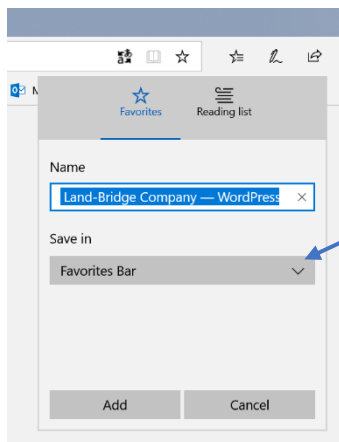 Favorites
Reading list
Name
Land-Bridge Company — WordPress
Save in
Favorites Bar
Add
Cancel